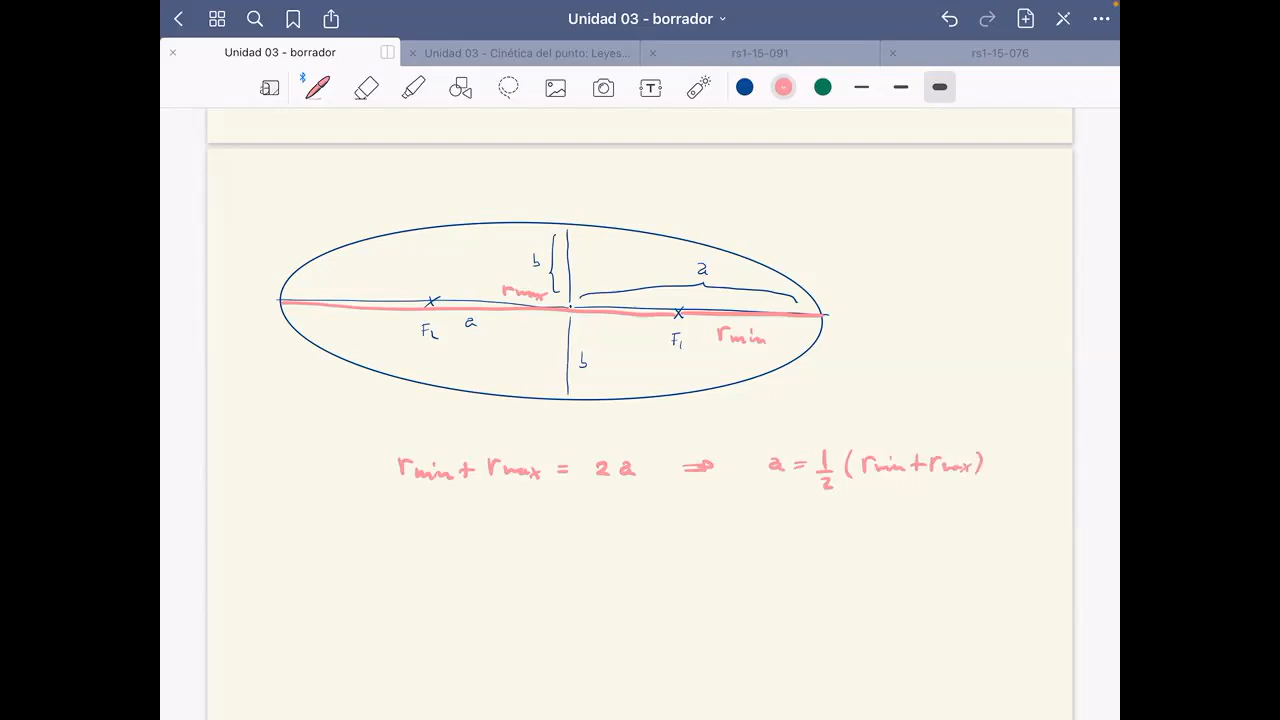 Unidad 03 - borrador
Unidad 03 - borrador
Unidad 03 - Cinética del punto: Leyes...
rs1-15-091
rs1-15-076
T
b
a
rmax
a
F2
F1
rmin
b
rmin + rmax = 2a ⇒ a = 1/2 (rmin + rmax)